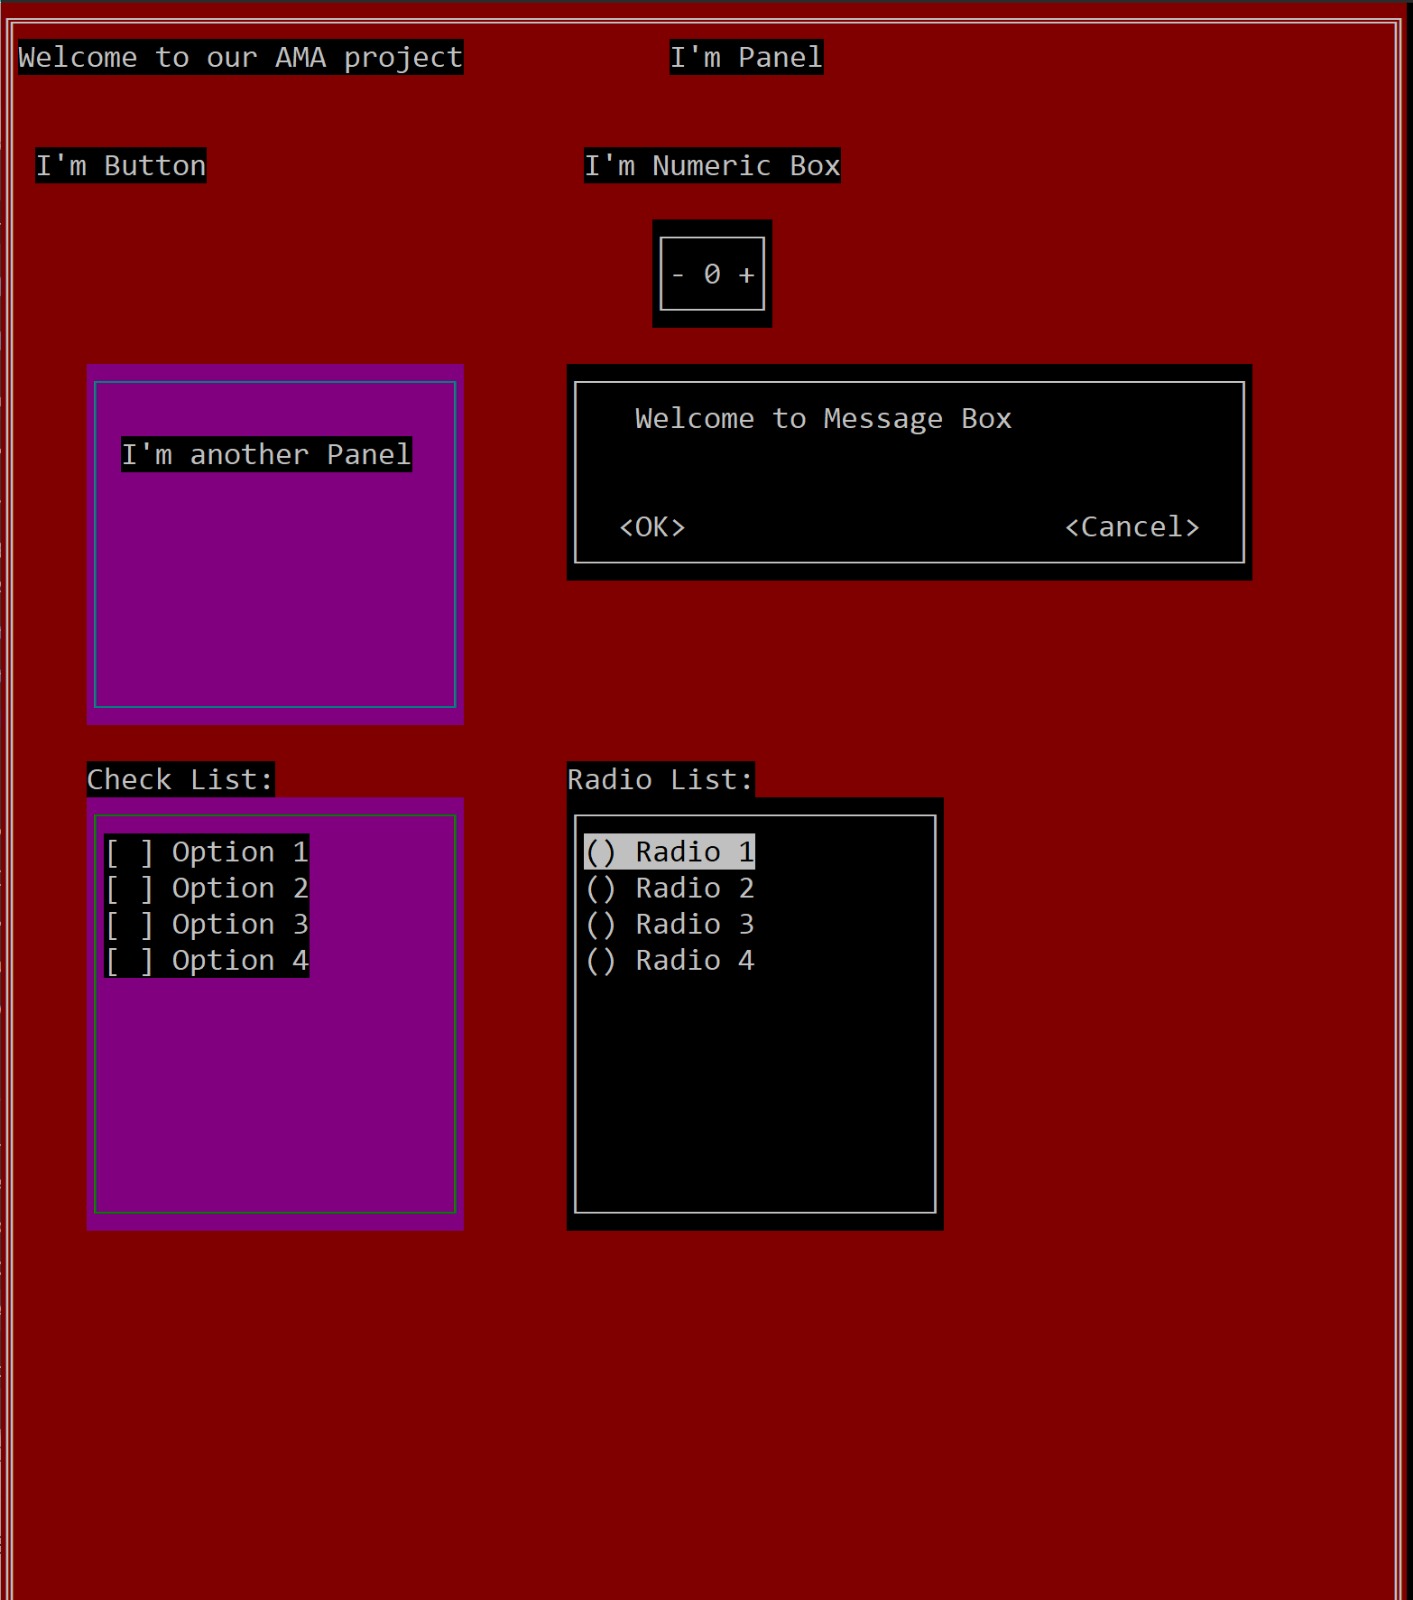 Welcome to our AMA project
I'm Panel
I'm Button
I'm Numeric Box
- 0 +
I'm another Panel
Welcome to Message Box
<OK>
<Cancel>
Check List:
[ ] Option 1
[ ] Option 2
[ ] Option 3
[ ] Option 4
Radio List:
() Radio 1
() Radio 2
() Radio 3
() Radio 4